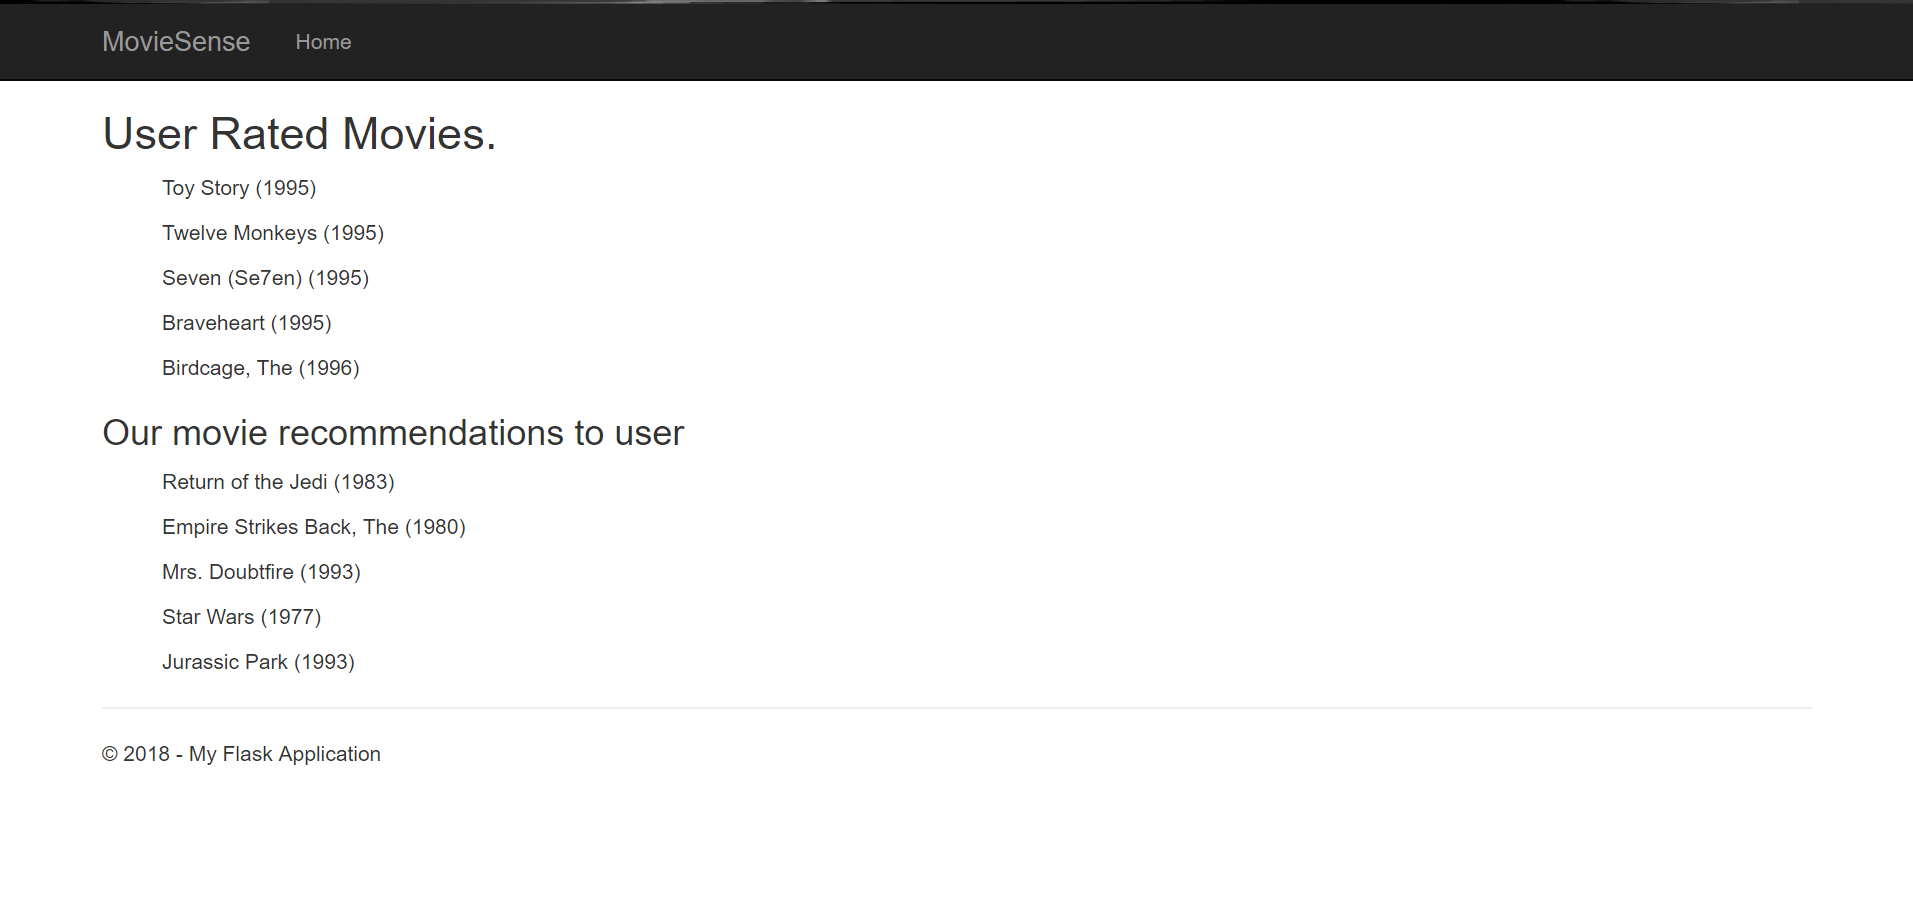 MovieSense Home
User Rated Movies.
Toy Story (1995)
Twelve Monkeys (1995)
Seven (Se7en) (1995)
Braveheart (1995)
Birdcage, The (1996)
Our movie recommendations to user
Return of the Jedi (1983)
Empire Strikes Back, The (1980)
Mrs. Doubtfire (1993)
Star Wars (1977)
Jurassic Park (1993)
© 2018 - My Flask Application